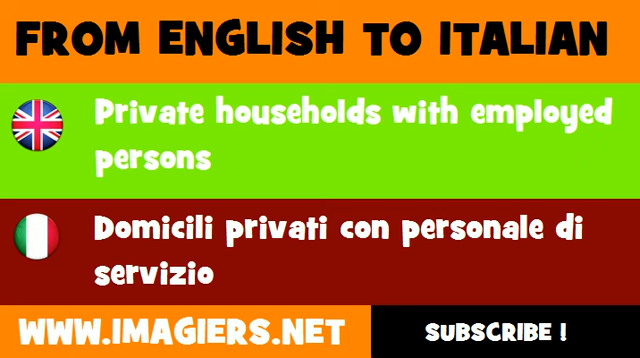 FROM ENGLISH TO ITALIAN
Private households with employed
persons
Domicili privati con personale di
servizio
WWW.IMAGIERS.NET
SUBSCRIBE !